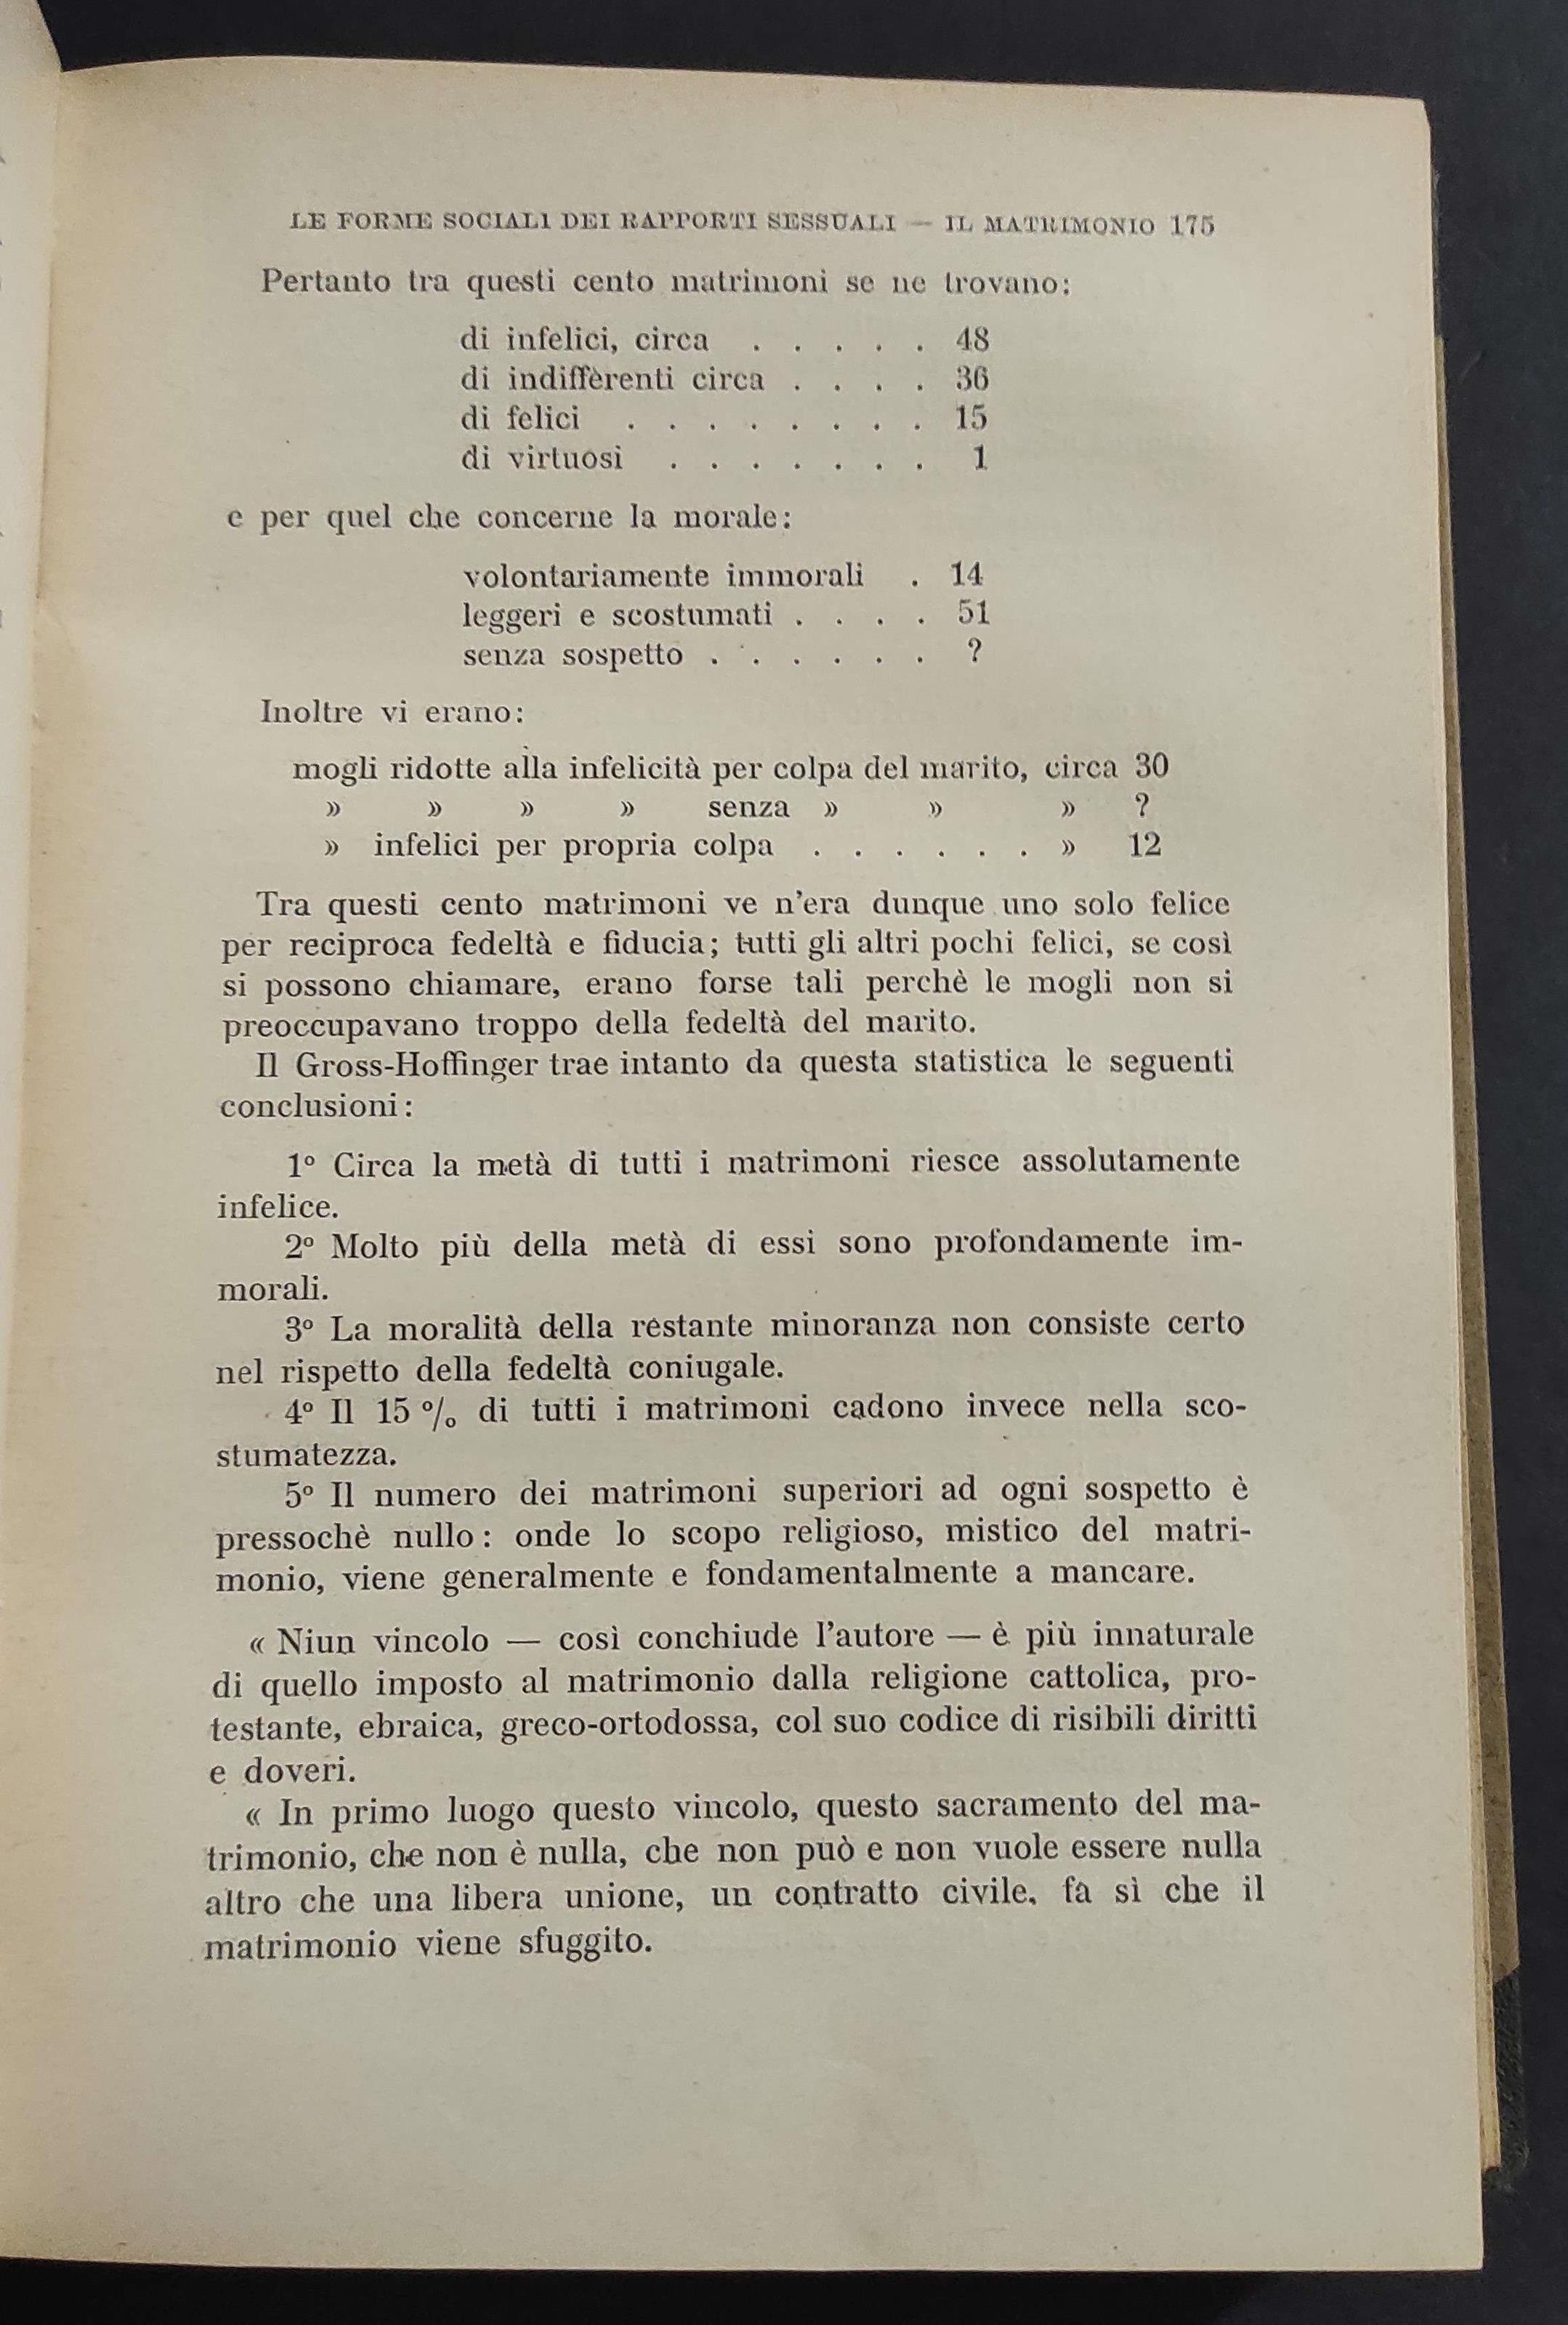 LE FORME SOCIALI DEI RAPPORTI SESSUALI — IL MATRIMONIO 175
Pertanto tra questi cento matrimoni se ne trovano:
di infelici, circa . . . . . 48
di indifferenti circa . . . . 36
di felici . . . . . . . . 15
di virtuosi . . . . . . . 1
e per quel che concerne la morale:
volontariamente immorali . 14
leggeri e scostumati . . . . 51
senza sospetto . . . . . . ?
Inoltre vi erano:
mogli ridotte alla infelicità per colpa del marito, circa 30
» » » » senza » » » ?
» infelici per propria colpa . . . . . . » 12
Tra questi cento matrimoni ve n'era dunque uno solo felice
per reciproca fedeltà e fiducia; tutti gli altri pochi felici, se così
si possono chiamare, erano forse tali perchè le mogli non si
preoccupavano troppo della fedeltà del marito.
Il Gross-Hoffinger trae intanto da questa statistica le seguenti
conclusioni:
1º Circa la metà di tutti i matrimoni riesce assolutamente
infelice.
2º Molto più della metà di essi sono profondamente im-
morali.
3º La moralità della restante minoranza non consiste certo
nel rispetto della fedeltà coniugale.
4º Il 15 % di tutti i matrimoni cadono invece nella sco-
stumatezza.
5º Il numero dei matrimoni superiori ad ogni sospetto è
pressochè nullo: onde lo scopo religioso, mistico del matri-
monio, viene generalmente e fondamentalmente a mancare.
« Niun vincolo — così conchiude l'autore — è più innaturale
di quello imposto al matrimonio dalla religione cattolica, pro-
testante, ebraica, greco-ortodossa, col suo codice di risibili diritti
e doveri.
« In primo luogo questo vincolo, questo sacramento del ma-
trimonio, che non è nulla, che non può e non vuole essere nulla
altro che una libera unione, un contratto civile, fa sì che il
matrimonio viene sfuggito.